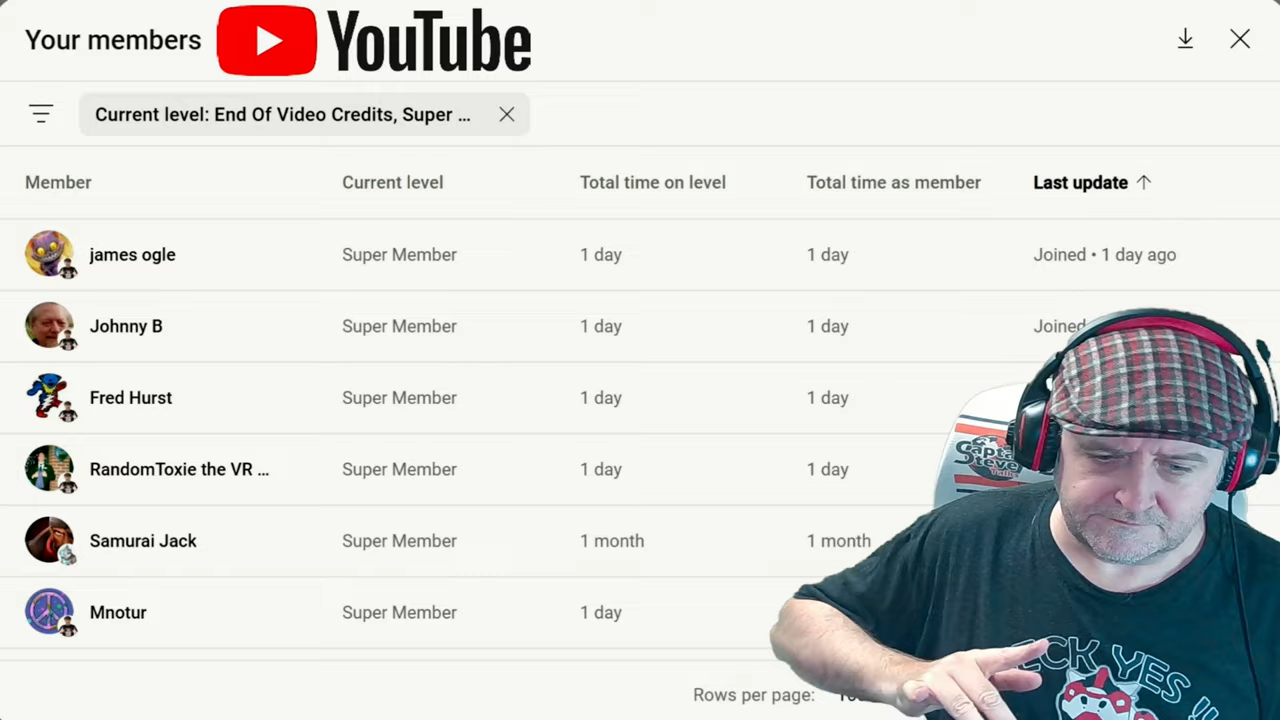 Your members YouTube
Current level: End Of Video Credits, Super ...
Member Current level Total time on level Total time as member Last update
james ogle Super Member 1 day 1 day Joined • 1 day ago
Johnny B Super Member 1 day 1 day Joined
Fred Hurst Super Member 1 day 1 day
RandomToxie the VR ... Super Member 1 day 1 day
Samurai Jack Super Member 1 month 1 month
Mnotur Super Member 1 day
Rows per page:
Steve
ECK YES !!